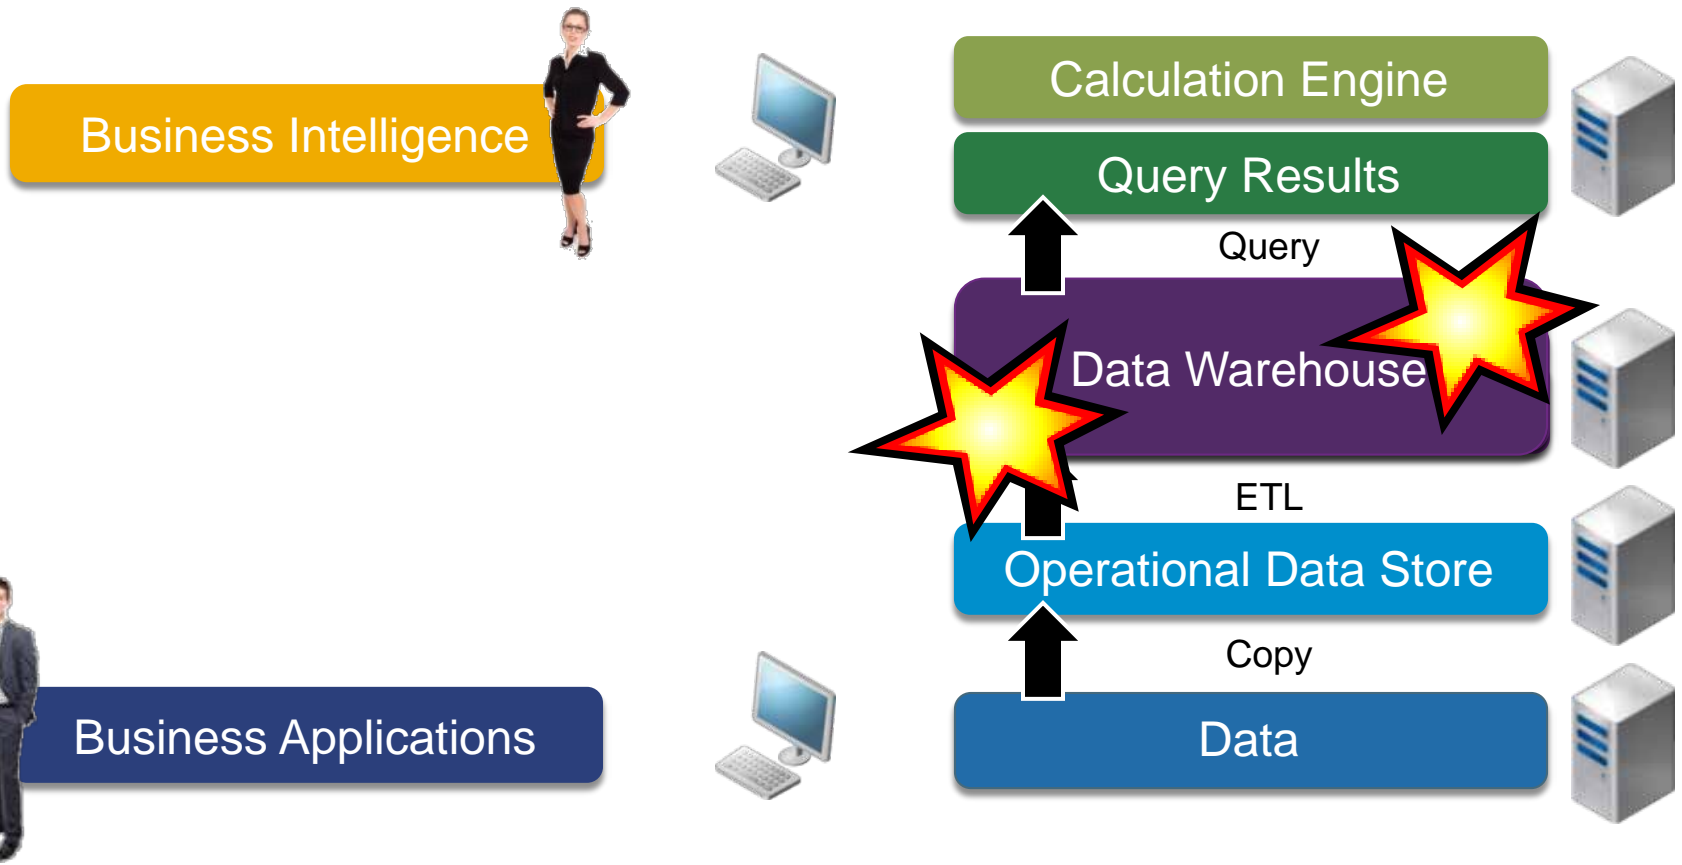 Calculation Engine
Business Intelligence
Query Results
Query
Data Warehouse
ETL
Operational Data Store
Copy
Business Applications
Data